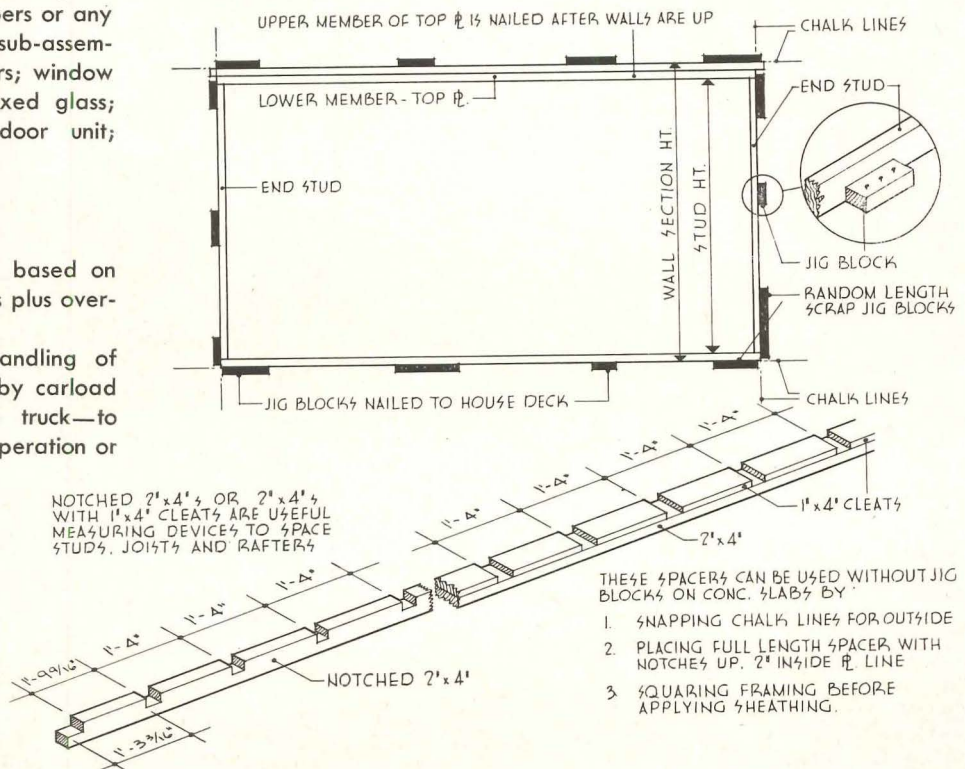 bers or any
sub-assem-
rs; window
xed glass;
door unit;
based on
s plus over-
andling of
by carload
truck—to
peration or
UPPER MEMBER OF TOP ⅊ IS NAILED AFTER WALLS ARE UP
CHALK LINES
LOWER MEMBER - TOP ⅊.
END STUD
END STUD
WALL SECTION HT.
STUD HT.
JIG BLOCK
RANDOM LENGTH
SCRAP JIG BLOCKS
JIG BLOCKS NAILED TO HOUSE DECK
CHALK LINES
NOTCHED 2"x4"s OR 2"x4"s
WITH 1"x4" CLEATS ARE USEFUL
MEASURING DEVICES TO SPACE
STUDS, JOISTS AND RAFTERS
1'-4"
1'-4"
1'-4"
1'-4"
1"x4" CLEATS
2"x4"
1'-9 9/16"
1'-4"
1'-4"
1'-4"
1'-3 3/16"
NOTCHED 2"x4"
THESE SPACERS CAN BE USED WITHOUT JIG
BLOCKS ON CONC. SLABS BY
1. SNAPPING CHALK LINES FOR OUTSIDE
2. PLACING FULL LENGTH SPACER WITH
NOTCHES UP. 2" INSIDE ⅊ LINE
3. SQUARING FRAMING BEFORE
APPLYING SHEATHING.